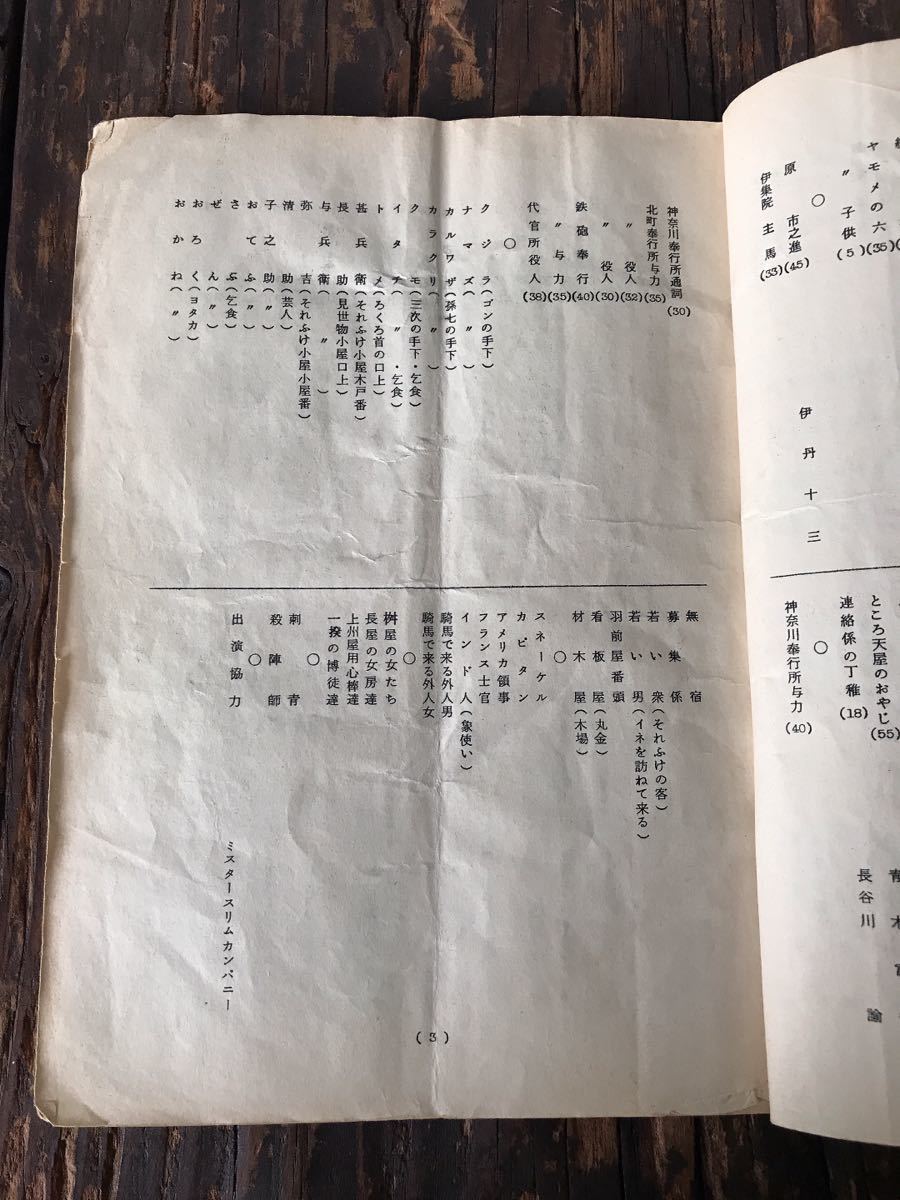 ヤモメの六(35)
〃 子供(5)
○
原 市之進(45)
伊集院 主馬(33)
伊丹十三
ところ天屋のおやじ(55)
連絡係の丁稚(18)
○
神奈川奉行所与力(40)
青木
長谷川 諭
神奈川奉行所通詞(30)
北町奉行所与力(35)
〃 役人(32)
〃 役人(30)
鉄砲奉行(40)
〃 与力(35)
代官所役人(38)
○
クジラ(ゴンの手下)
ナマズ(〃)
カルワザ(孫七の手下)
カラクリ(〃)
クモ(三次の手下・乞食)
イタチ(〃・乞食)
トメ(ろくろ首の口上)
甚兵衛(それふけ小屋木戸番)
長兵助(見世物小屋口上)
与兵衛(〃)
弥吉(それふけ小屋小屋番)
清助(芸人)
子之助(〃)
おてふ(〃)
さぶ(乞食)
ぜん(〃)
おろく(ヨタカ)
おかね(〃)
無宿
募集係
若い衆(それふけの客)
若い男(イネを訪ねて来る)
羽前屋番頭
看板屋(丸金)
材木屋(木場)
○
スネーケル
カピタン
アメリカ領事
フランス士官
インド人(象使い)
騎馬で来る外人男
騎馬で来る外人女
○
桝屋の女たち
長屋の女房達
上州屋用心棒達
一揆の博徒達
○
刺青
殺陣師
○
出演協力 ミスタースリムカンパニー
(3)